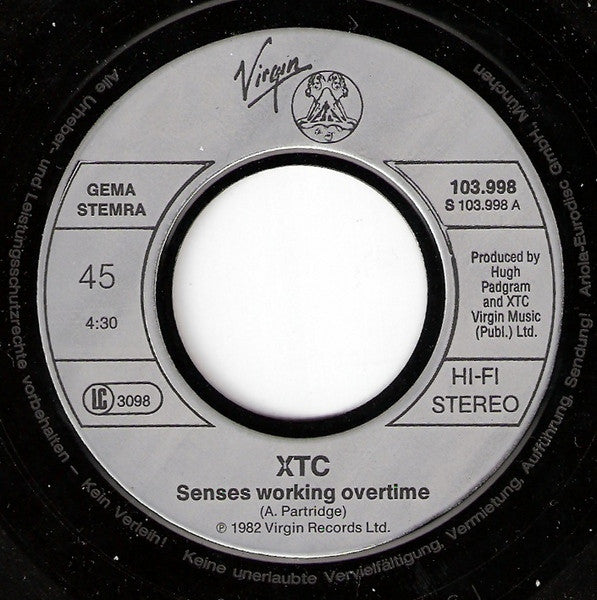 Virgin
GEMA
STEMRA
45
4:30
LC 3098
103.998
S 103.998 A
Produced by
Hugh
Padgram
and XTC
Virgin Music
(Publ.) Ltd.
HI-FI
STEREO
XTC
Senses working overtime
(A. Partridge)
℗ 1982 Virgin Records Ltd.
Alle Urheber- und Leistungsschutzrechte vorbehalten – Kein Verleih! Keine unerlaubte Vervielfältigung, Vermietung, Aufführung, Sendung! Ariola-Eurodisc GmbH, München